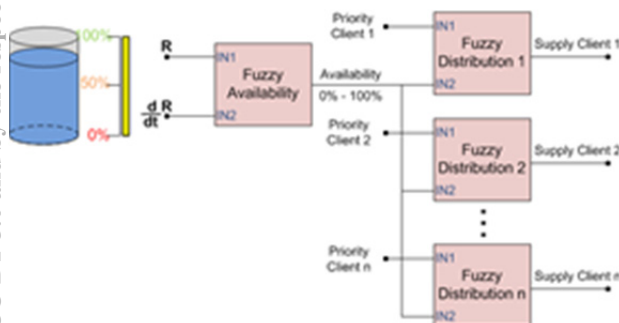 100%
50%
0%
R
d
dt
R
IN1
IN2
Fuzzy
Availability
Availability
0% - 100%
Priority
Client 1
IN1
IN2
Fuzzy
Distribution 1
Supply Client 1
Priority
Client 2
IN1
IN2
Fuzzy
Distribution 2
Supply Client 2
Priority
Client n
IN1
IN2
Fuzzy
Distribution n
Supply Client n